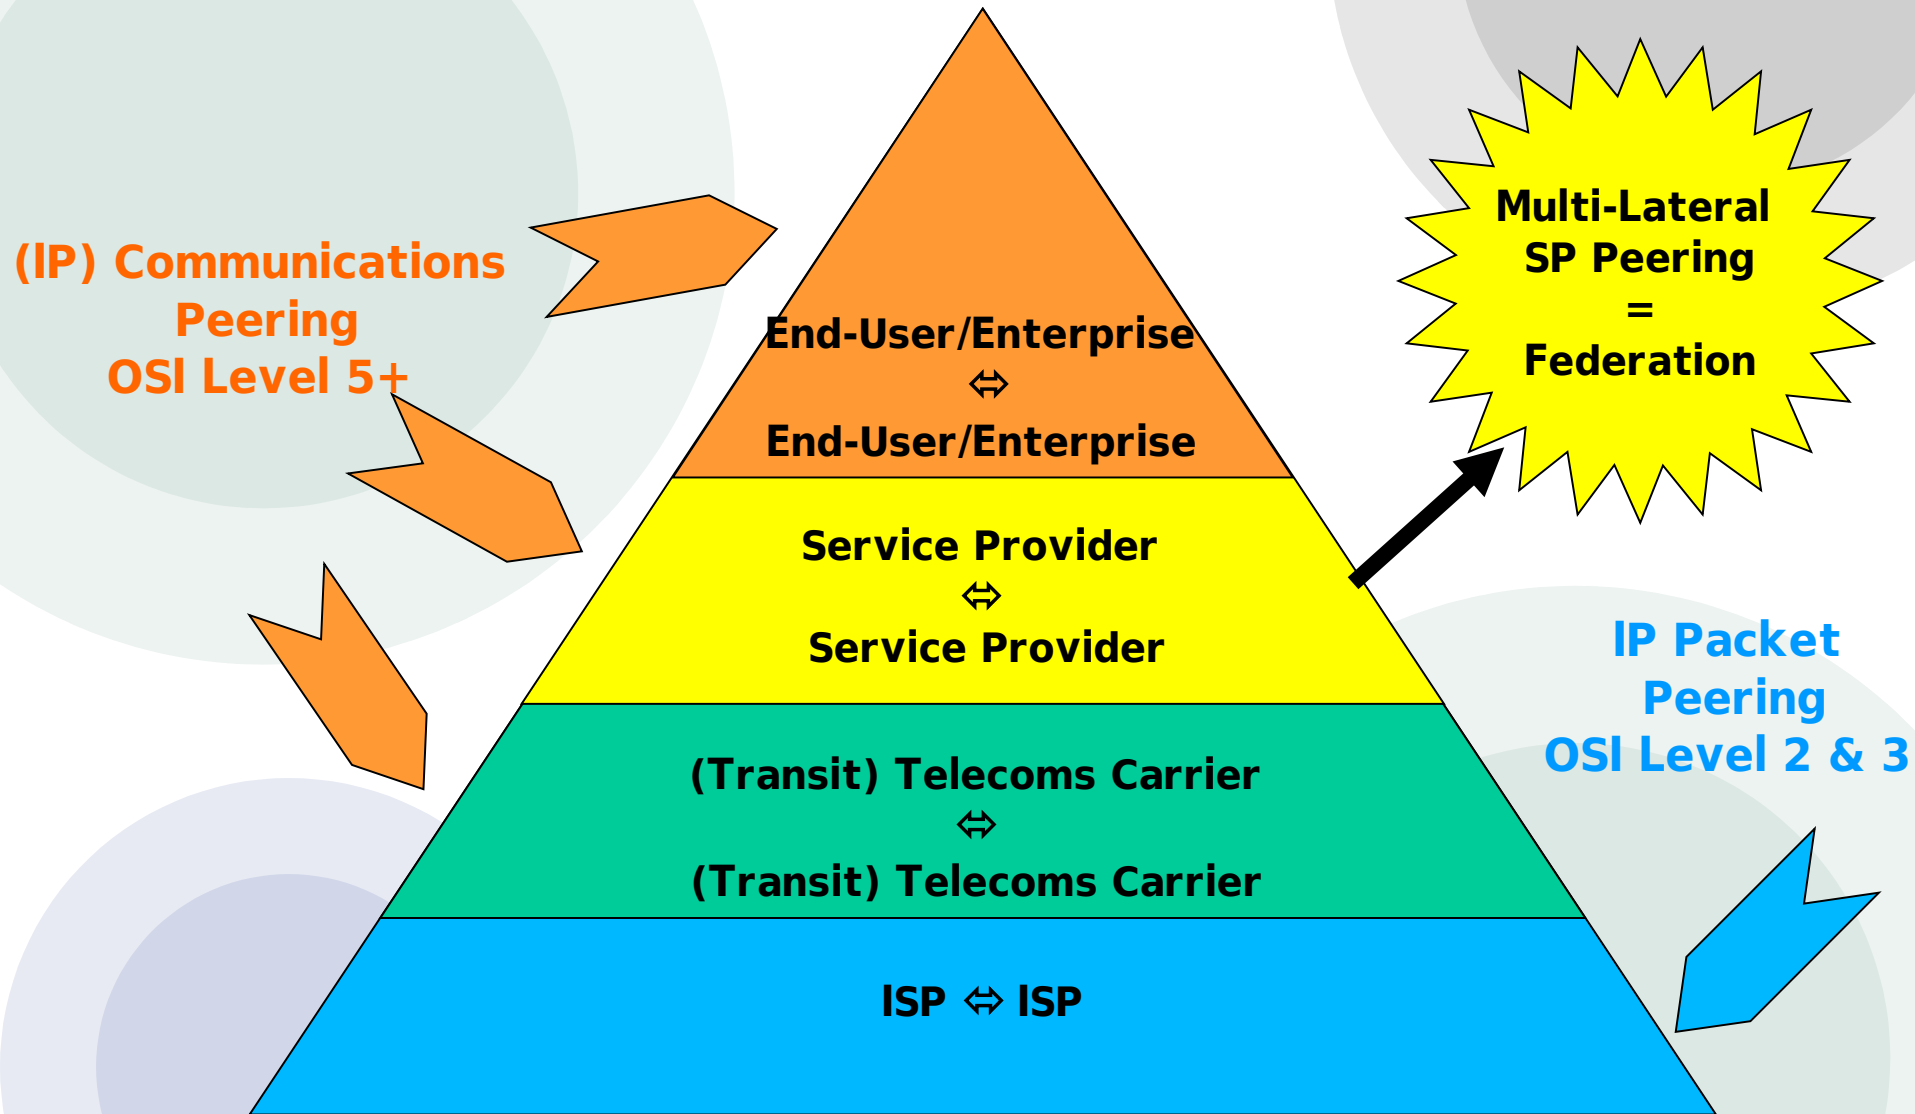 (IP) Communications
Peering
OSI Level 5+
End-User/Enterprise
⇔
End-User/Enterprise
Service Provider
⇔
Service Provider
(Transit) Telecoms Carrier
⇔
(Transit) Telecoms Carrier
ISP ⇔ ISP
Multi-Lateral
SP Peering
=
Federation
IP Packet
Peering
OSI Level 2 & 3